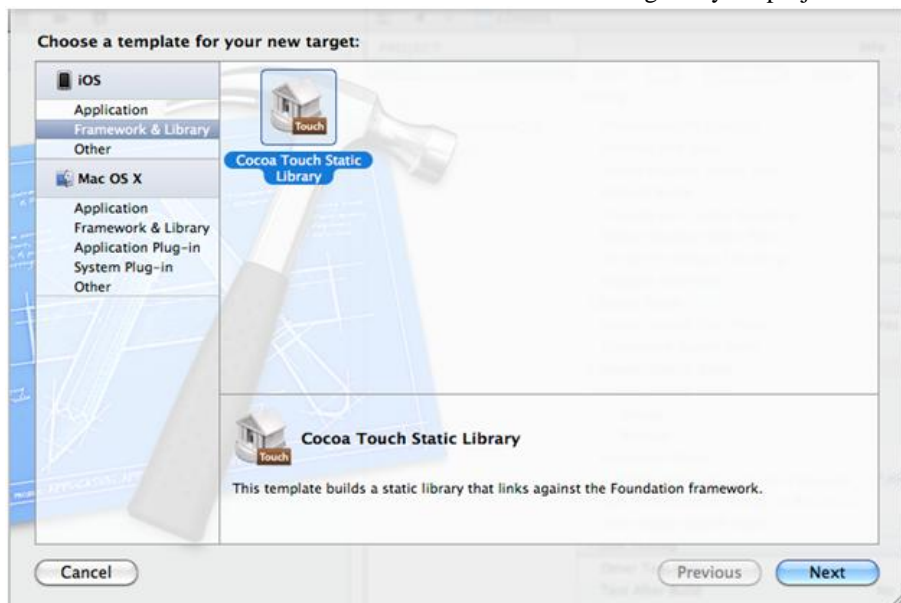 Choose a template for your new target:
iOS
Application
Framework & Library
Other
Mac OS X
Application
Framework & Library
Application Plug-in
System Plug-in
Other
Touch
Cocoa Touch Static
Library
Touch
Cocoa Touch Static Library
This template builds a static library that links against the Foundation framework.
Cancel
Previous
Next